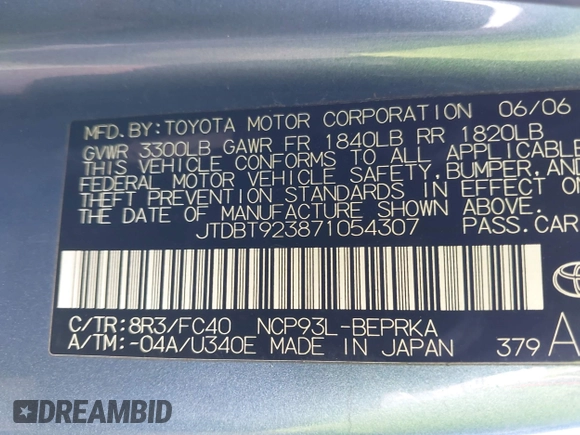 MFD.BY:TOYOTA MOTOR CORPORATION 06/06
GVWR 3300LB GAWR FR 1840LB RR 1820LB
THIS VEHICLE CONFORMS TO ALL APPLICABLE
FEDERAL MOTOR VEHICLE SAFETY,BUMPER,AND
THEFT PREVENTION STANDARDS IN EFFECT ON
THE DATE OF MANUFACTURE SHOWN ABOVE.
JTDBT923871054307 PASS.CAR
C/TR:8R3/FC40 NCP93L-BEPRKA
A/TM:-04A/U340E MADE IN JAPAN 379 A
DREAMBID